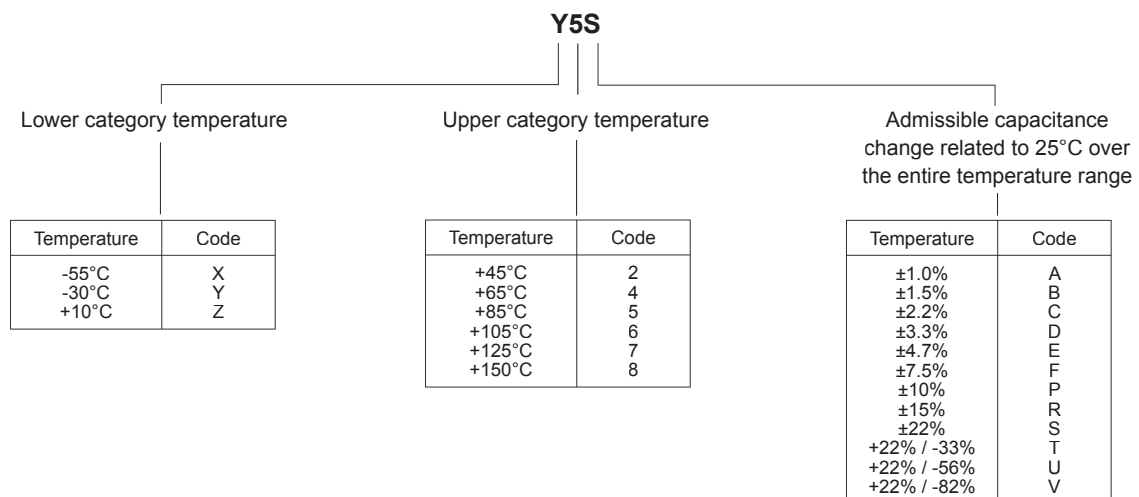 Y5S
Lower category temperature
Temperature Code
-55°C X
-30°C Y
+10°C Z
Upper category temperature
Temperature Code
+45°C 2
+65°C 4
+85°C 5
+105°C 6
+125°C 7
+150°C 8
Admissible capacitance
change related to 25°C over
the entire temperature range
Temperature Code
±1.0% A
±1.5% B
±2.2% C
±3.3% D
±4.7% E
±7.5% F
±10% P
±15% R
±22% S
+22% / -33% T
+22% / -56% U
+22% / -82% V